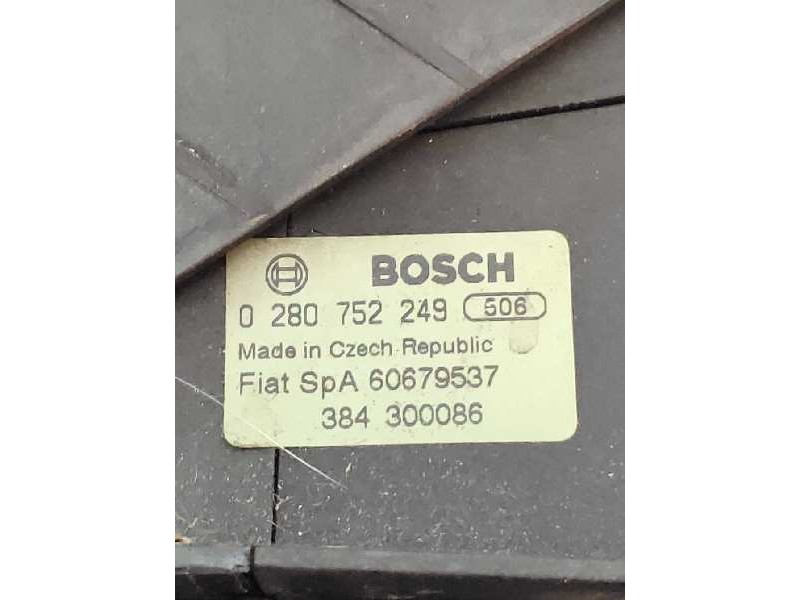 BOSCH
0 280 752 249 506
Made in Czech Republic
Fiat SpA 60679537
384 300086